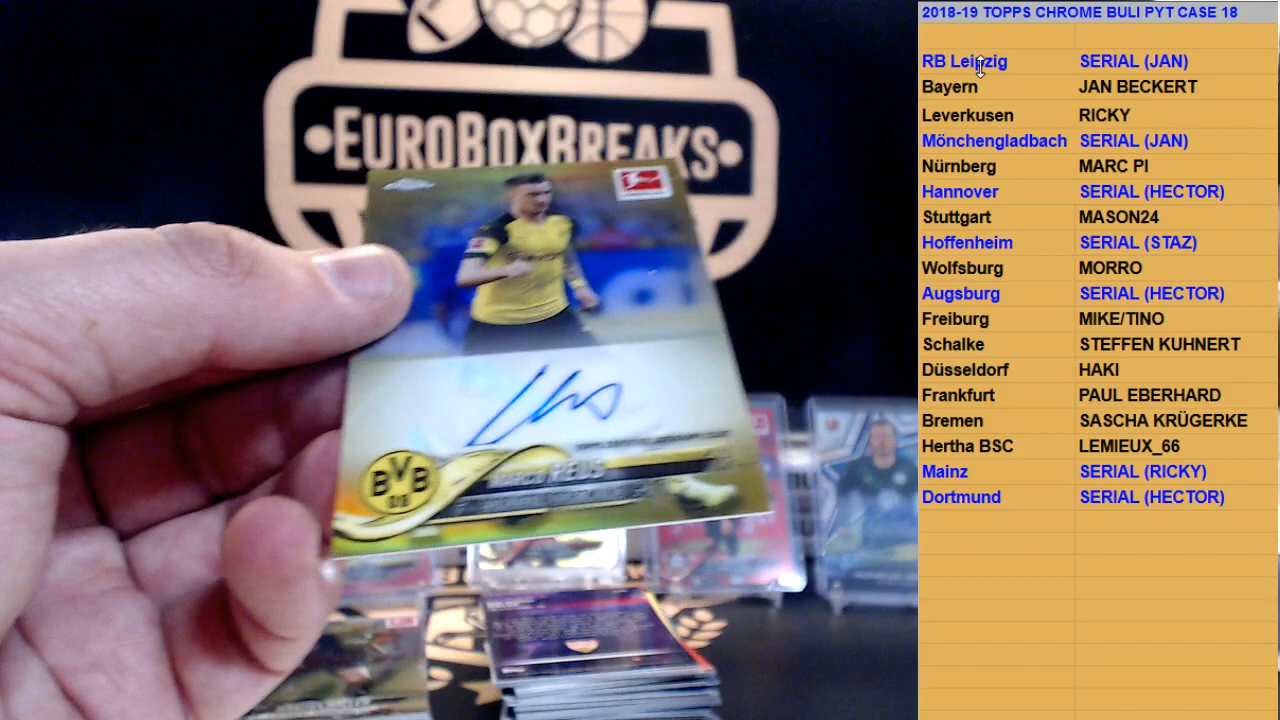 2018-19 TOPPS CHROME BULI PYT CASE 18
RB Leipzig SERIAL (JAN)
Bayern JAN BECKERT
Leverkusen RICKY
Mönchengladbach SERIAL (JAN)
Nürnberg MARC PI
Hannover SERIAL (HECTOR)
Stuttgart MASON24
Hoffenheim SERIAL (STAZ)
Wolfsburg MORRO
Augsburg SERIAL (HECTOR)
Freiburg MIKE/TINO
Schalke STEFFEN KUHNERT
Düsseldorf HAKI
Frankfurt PAUL EBERHARD
Bremen SASCHA KRÜGERKE
Hertha BSC LEMIEUX_66
Mainz SERIAL (RICKY)
Dortmund SERIAL (HECTOR)
•EUROBOXBREAKS•
BVB
09
REUS